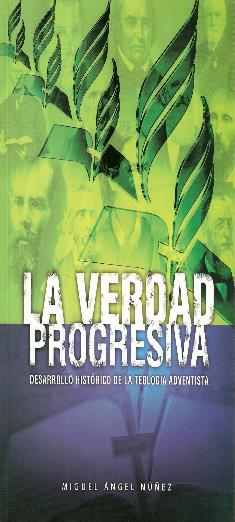 LA VERDAD
PROGRESIVA
DESARROLLO HISTÓRICO DE LA TEOLOGÍA ADVENTISTA
MIGUEL ÁNGEL NÚÑEZ